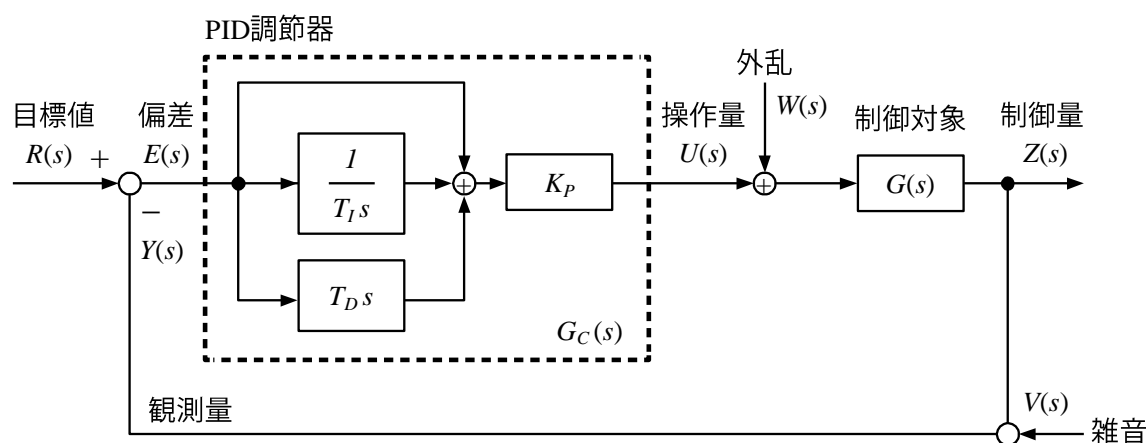 PID調節器
外乱
W(s)
目標値
R(s)
+
偏差
E(s)
−
Y(s)
1
T_I s
T_D s
+
K_P
G_C(s)
操作量
U(s)
+
制御対象
G(s)
制御量
Z(s)
観測量
V(s)
雑音